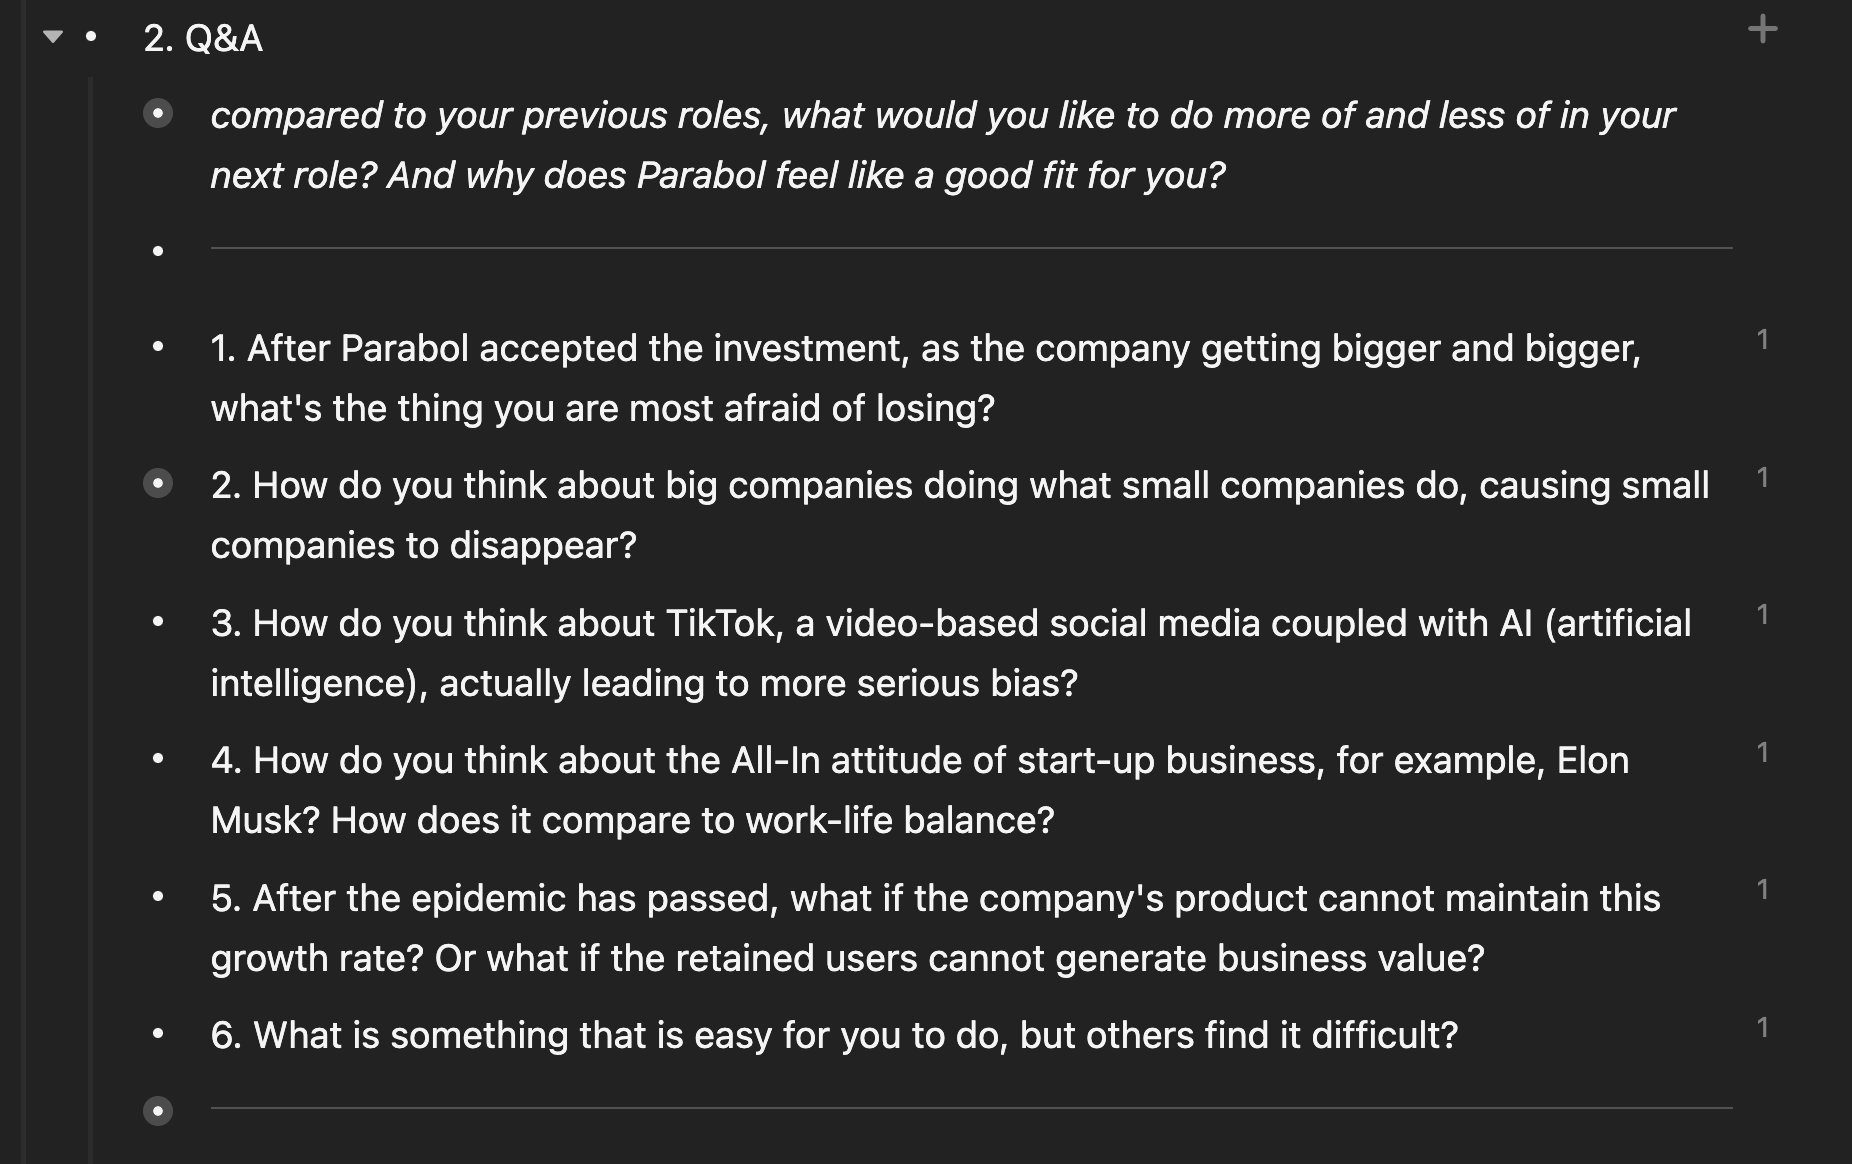 2. Q&A
compared to your previous roles, what would you like to do more of and less of in your
next role? And why does Parabol feel like a good fit for you?
1. After Parabol accepted the investment, as the company getting bigger and bigger,
1
what's the thing you are most afraid of losing?
2. How do you think about big companies doing what small companies do, causing small
1
companies to disappear?
3. How do you think about TikTok, a video-based social media coupled with AI (artificial
1
intelligence), actually leading to more serious bias?
4. How do you think about the All-In attitude of start-up business, for example, Elon
1
Musk? How does it compare to work-life balance?
5. After the epidemic has passed, what if the company's product cannot maintain this
1
growth rate? Or what if the retained users cannot generate business value?
6. What is something that is easy for you to do, but others find it difficult?
1